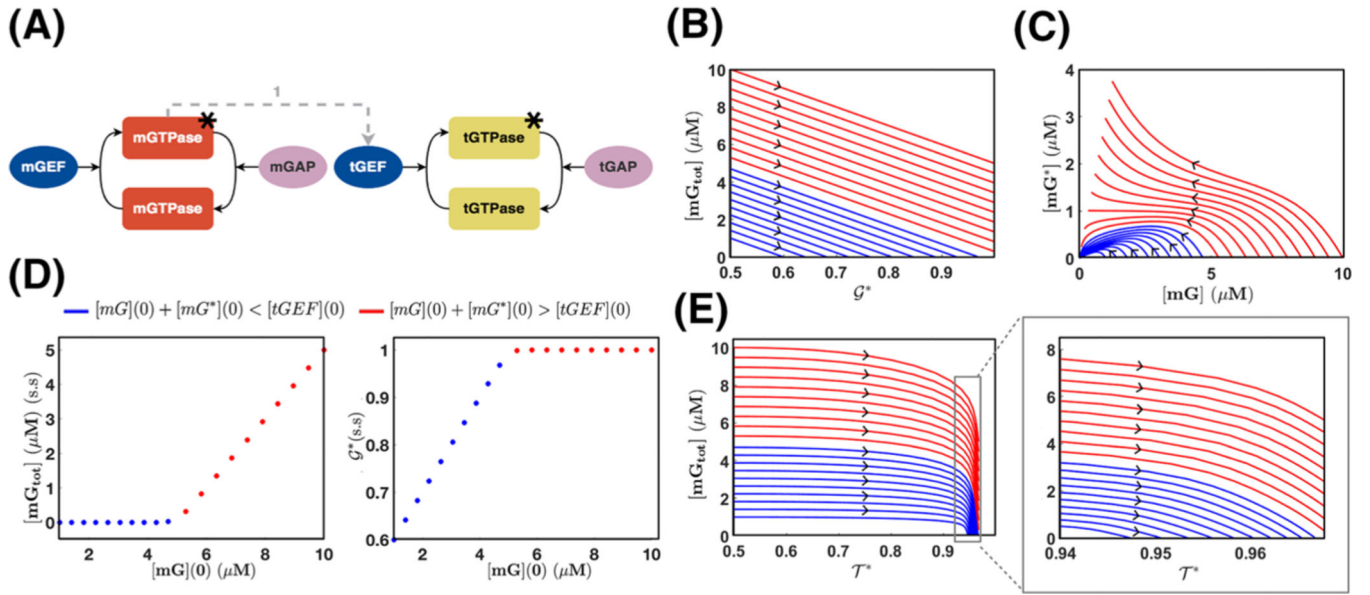 (A)
1
mGTPase *
mGEF
mGAP
mGTPase
tGEF
tGTPase *
tGAP
tGTPase
(B)
[mG_tot] (μM)
10
8
6
4
2
0
0.5 0.6 0.7 0.8 0.9
𝒢*
(C)
[mG*] (μM)
4
3
2
1
0
0 5 10
[mG] (μM)
(D)
[mG](0) + [mG*](0) < [tGEF](0)
[mG](0) + [mG*](0) > [tGEF](0)
[mG_tot] (μM) (s.s)
5
4
3
2
1
0
2 4 6 8 10
[mG](0) (μM)
𝒢*(s.s)
1
0.9
0.8
0.7
0.6
2 4 6 8 10
[mG](0) (μM)
(E)
[mG_tot] (μM)
10
8
6
4
2
0
0.5 0.6 0.7 0.8 0.9
𝒯*
8
6
4
2
0
0.94 0.95 0.96
𝒯*